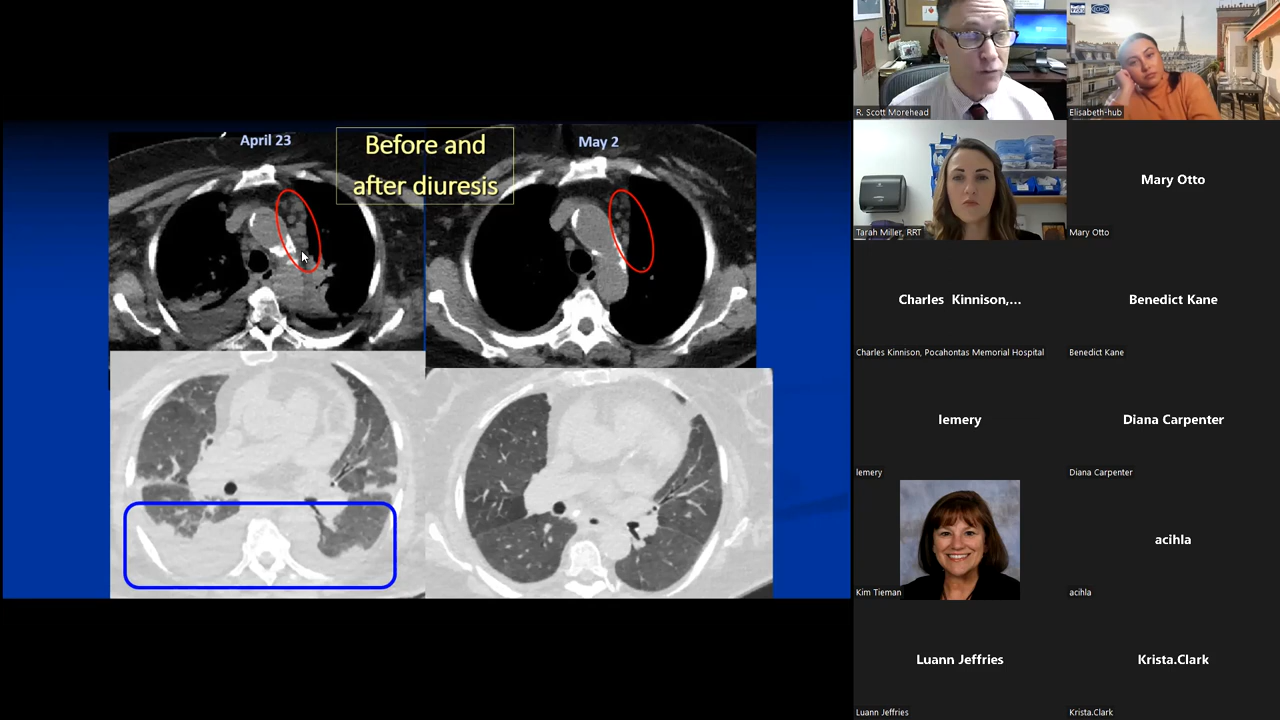 April 23
Before and
after diuresis
May 2
R. Scott Morehead
Elisabeth-hub
Tarah Miller, RRT
Mary Otto
Mary Otto
Charles Kinnison,...
Charles Kinnison, Pocahontas Memorial Hospital
Benedict Kane
Benedict Kane
lemery
lemery
Diana Carpenter
Diana Carpenter
Kim Tieman
acihla
acihla
Luann Jeffries
Luann Jeffries
Krista.Clark
Krista.Clark